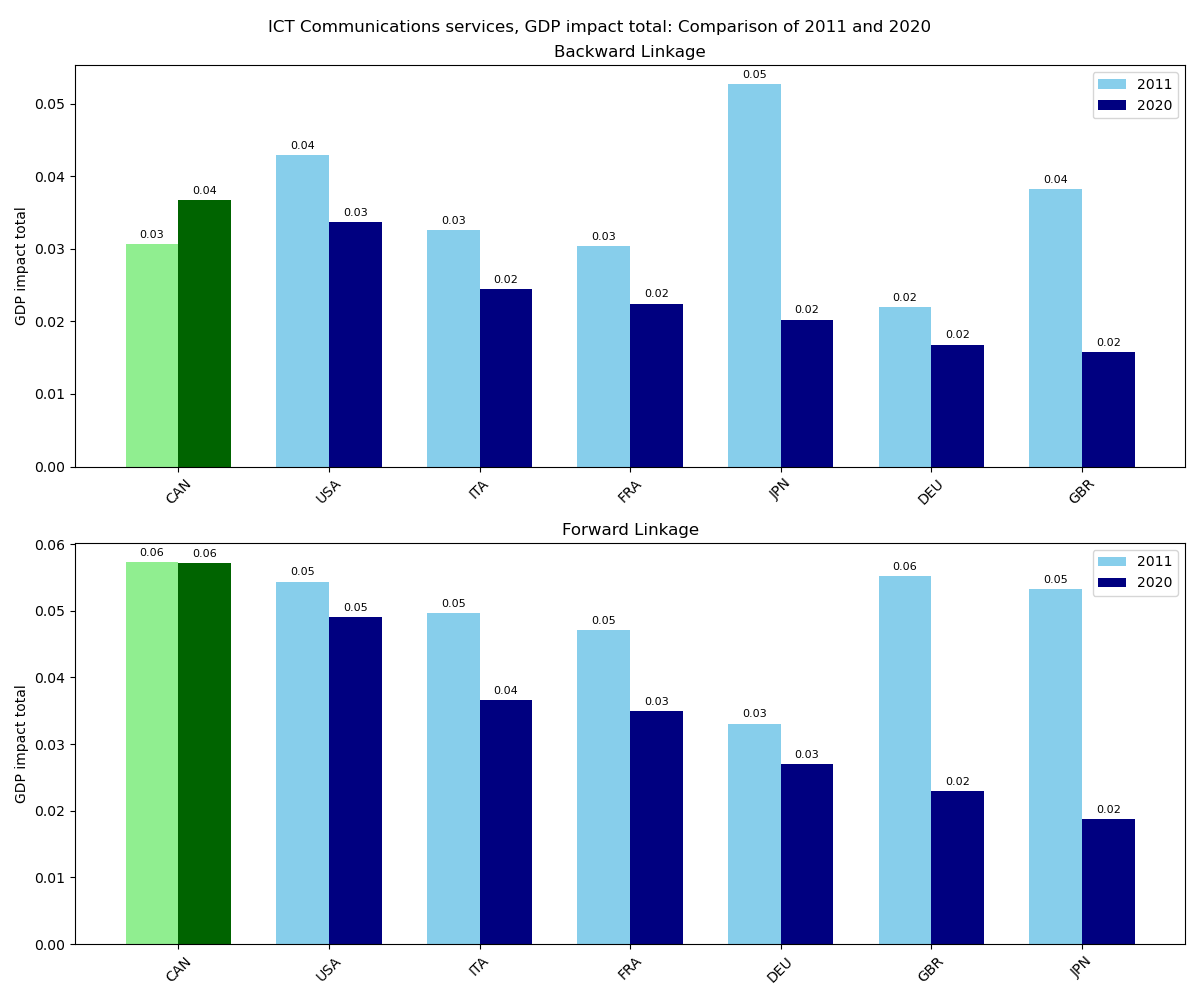 ICT Communications services, GDP impact total: Comparison of 2011 and 2020
Backward Linkage
GDP impact total
0.05
0.04
0.03
0.02
0.01
0.00
0.03
0.04
0.04
0.03
0.03
0.02
0.03
0.02
0.05
0.02
0.02
0.02
0.04
0.02
2011
2020
CAN
USA
ITA
FRA
JPN
DEU
GBR
Forward Linkage
GDP impact total
0.06
0.05
0.04
0.03
0.02
0.01
0.00
0.06
0.06
0.05
0.05
0.05
0.04
0.05
0.03
0.03
0.03
0.06
0.02
0.05
0.02
2011
2020
CAN
USA
ITA
FRA
DEU
GBR
JPN